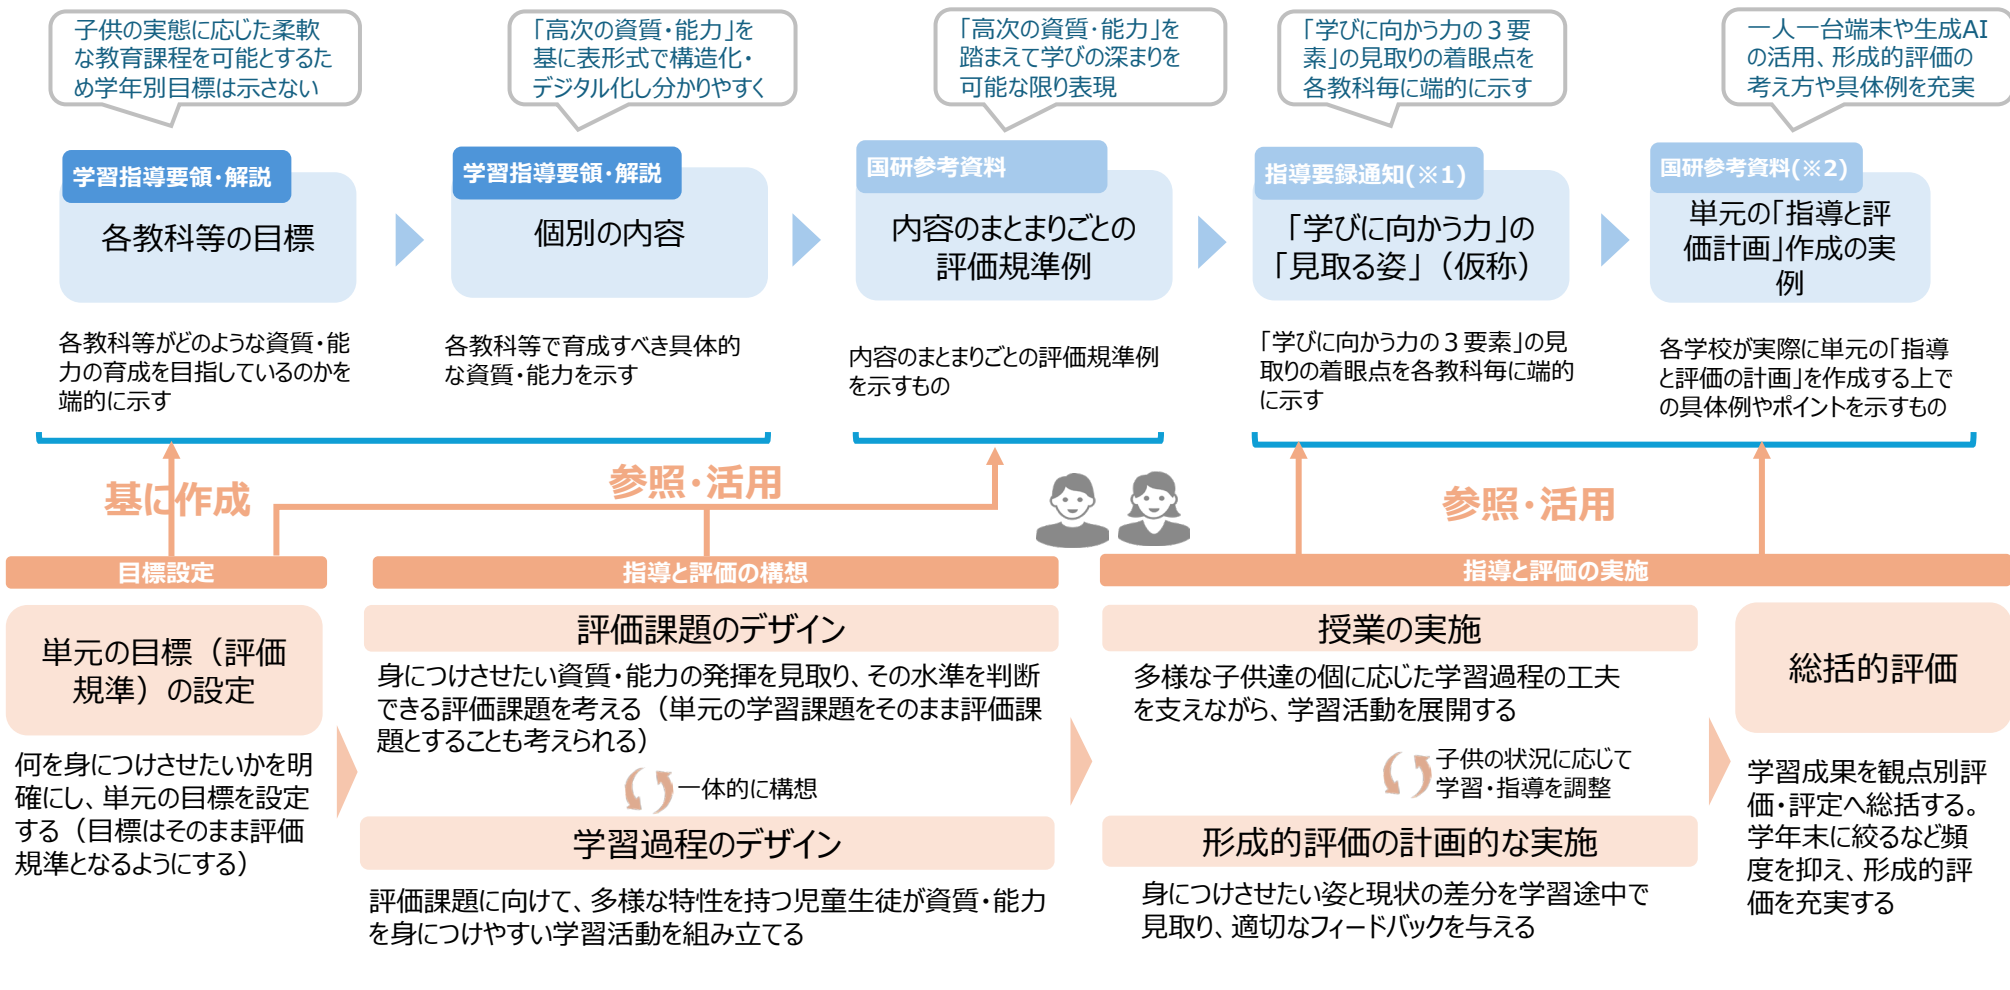 子供の実態に応じた柔軟
な教育課程を可能とするた
め学年別目標は示さない
「高次の資質・能力」を
基に表形式で構造化・
デジタル化し分かりやすく
「高次の資質・能力」を
踏まえて学びの深まりを
可能な限り表現
「学びに向かう力の３要
素」の見取りの着眼点を
各教科毎に端的に示す
一人一台端末や生成AI
の活用、形成的評価の
考え方や具体例を充実
学習指導要領・解説
各教科等の目標
学習指導要領・解説
個別の内容
国研参考資料
内容のまとまりごとの
評価規準例
指導要録通知(※1)
「学びに向かう力」の
「見取る姿」（仮称）
国研参考資料(※2)
単元の「指導と評
価計画」作成の実
例
各教科等がどのような資質・能
力の育成を目指しているのかを
端的に示す
各教科等で育成すべき具体的
な資質・能力を示す
内容のまとまりごとの評価規準例
を示すもの
「学びに向かう力の３要素」の見
取りの着眼点を各教科毎に端的
に示す
各学校が実際に単元の「指導
と評価の計画」を作成する上で
の具体例やポイントを示すもの
基に作成
参照・活用
参照・活用
目標設定
指導と評価の構想
指導と評価の実施
単元の目標（評価
規準）の設定
何を身につけさせたいかを明
確にし、単元の目標を設定
する（目標はそのまま評価
規準となるようにする）
評価課題のデザイン
身につけさせたい資質・能力の発揮を見取り、その水準を判断
できる評価課題を考える（単元の学習課題をそのまま評価課
題とすることも考えられる）
一体的に構想
学習過程のデザイン
評価課題に向けて、多様な特性を持つ児童生徒が資質・能力
を身につけやすい学習活動を組み立てる
授業の実施
多様な子供達の個に応じた学習過程の工夫
を支えながら、学習活動を展開する
子供の状況に応じて
学習・指導を調整
形成的評価の計画的な実施
身につけさせたい姿と現状の差分を学習途中で
見取り、適切なフィードバックを与える
総括的評価
学習成果を観点別評
価・評定へ総括する。
学年末に絞るなど頻
度を抑え、形成的評
価を充実する